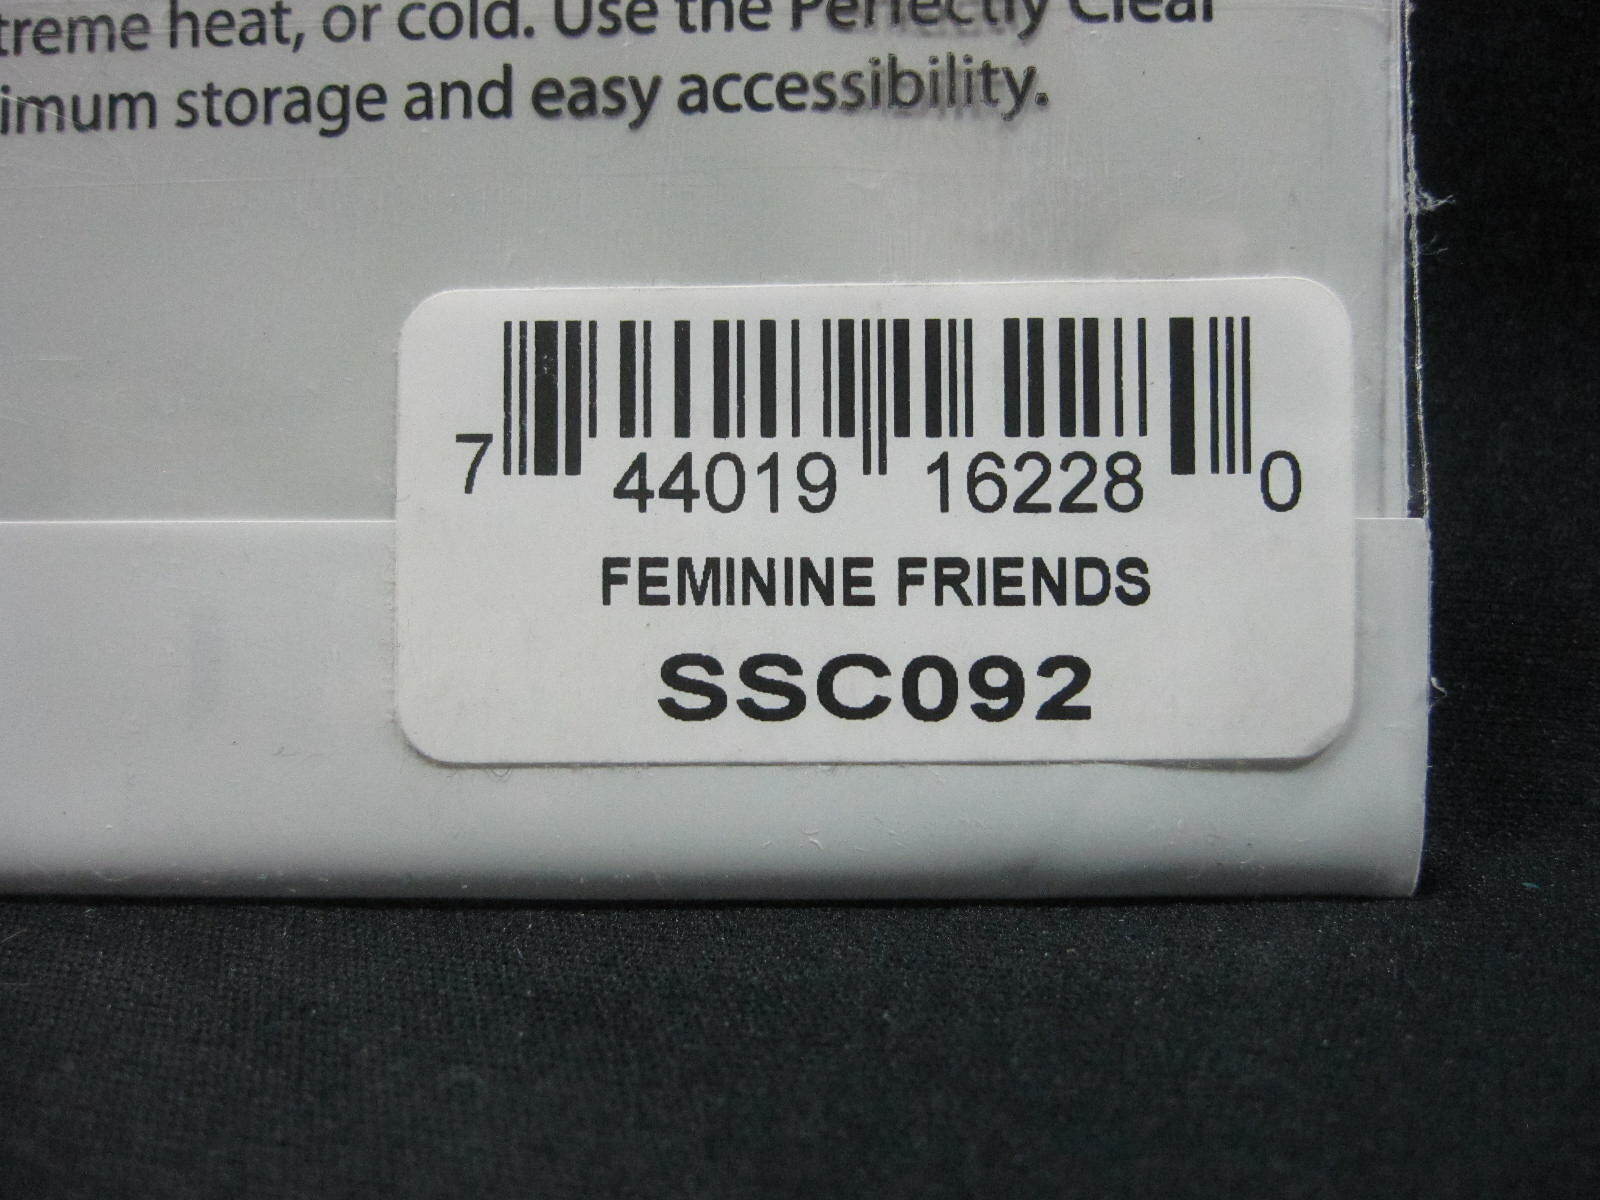 treme heat, or cold. Use the Perfectly Clear
imum storage and easy accessibility.
7 44019 16228 0
FEMININE FRIENDS
SSC092